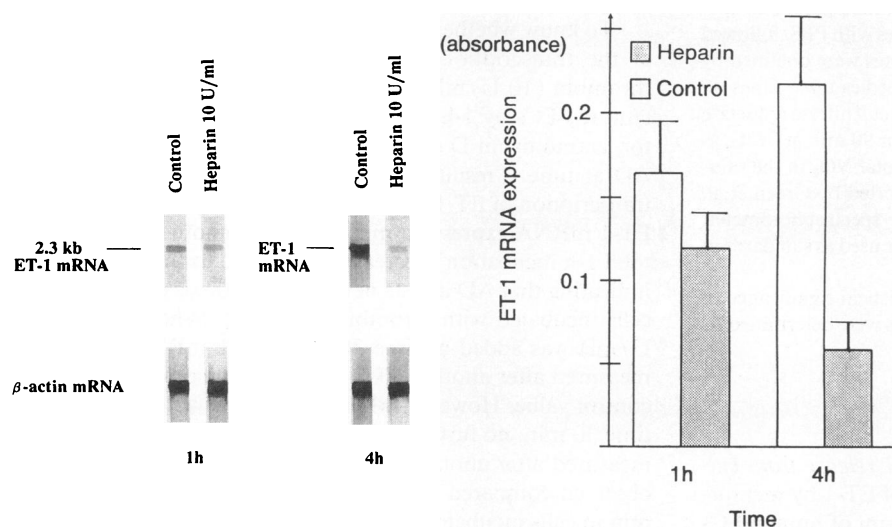 Control
Heparin 10 U/ml
Control
Heparin 10 U/ml
2.3 kb
ET-1 mRNA
ET-1
mRNA
β-actin mRNA
1h
4h
(absorbance)
Heparin
Control
ET-1 mRNA expression
0.2
0.1
1h
4h
Time